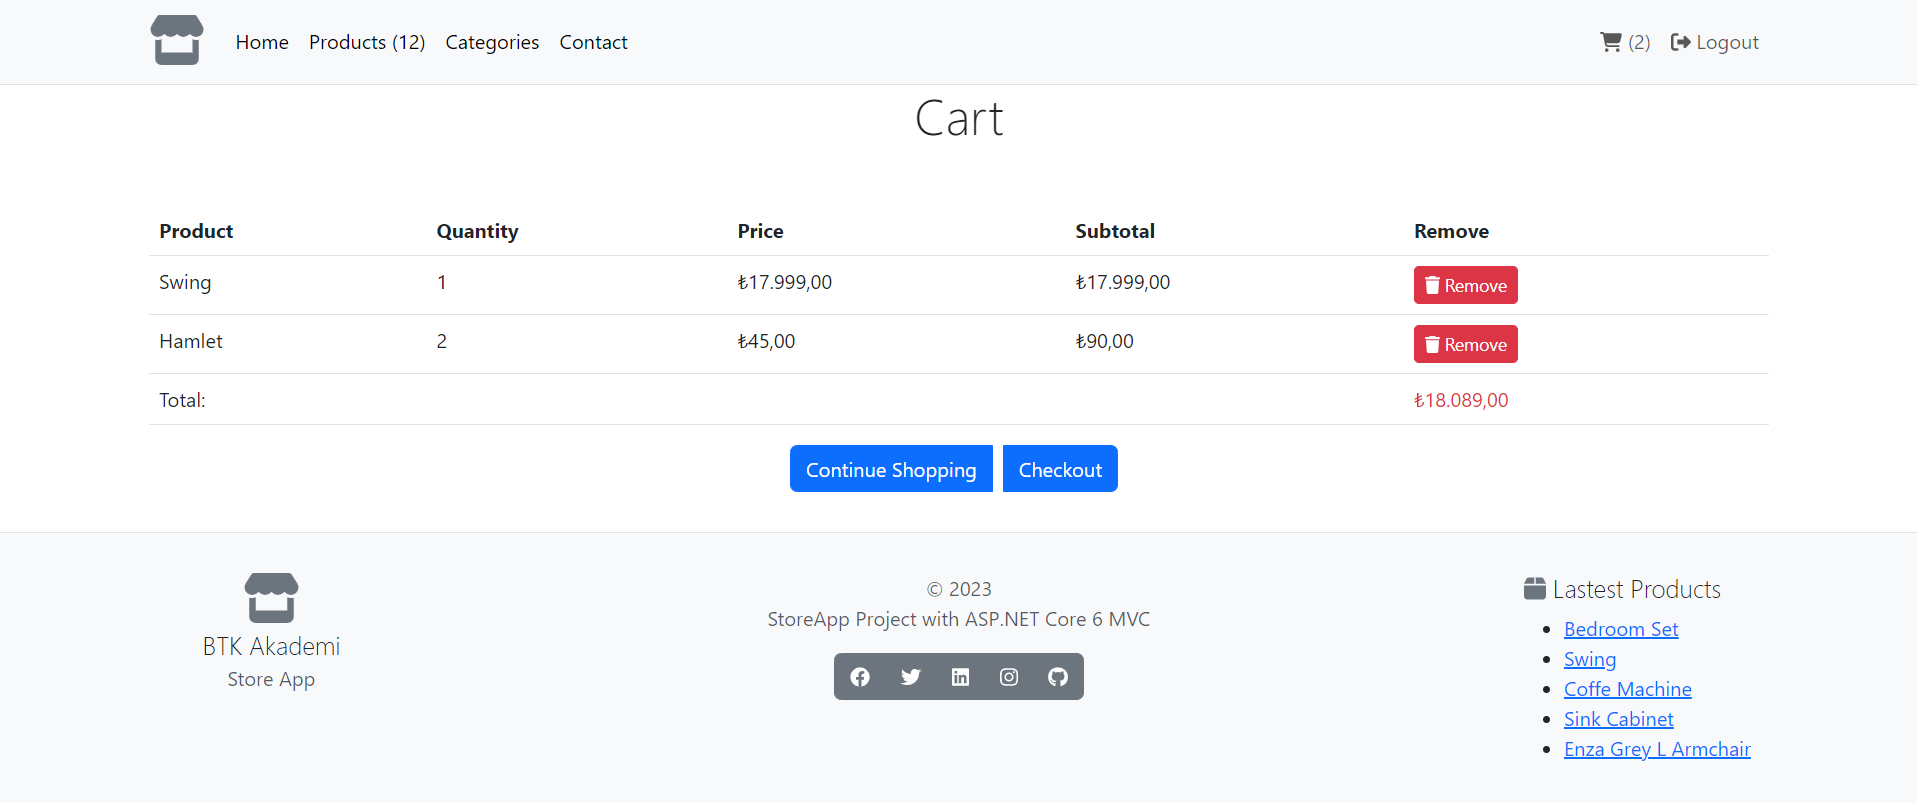 Home Products (12) Categories Contact (2) Logout
Cart
Product Quantity Price Subtotal Remove
Swing 1 ₺17.999,00 ₺17.999,00 Remove
Hamlet 2 ₺45,00 ₺90,00 Remove
Total: ₺18.089,00
Continue Shopping Checkout
BTK Akademi
Store App
© 2023
StoreApp Project with ASP.NET Core 6 MVC
Lastest Products
Bedroom Set
Swing
Coffe Machine
Sink Cabinet
Enza Grey L Armchair